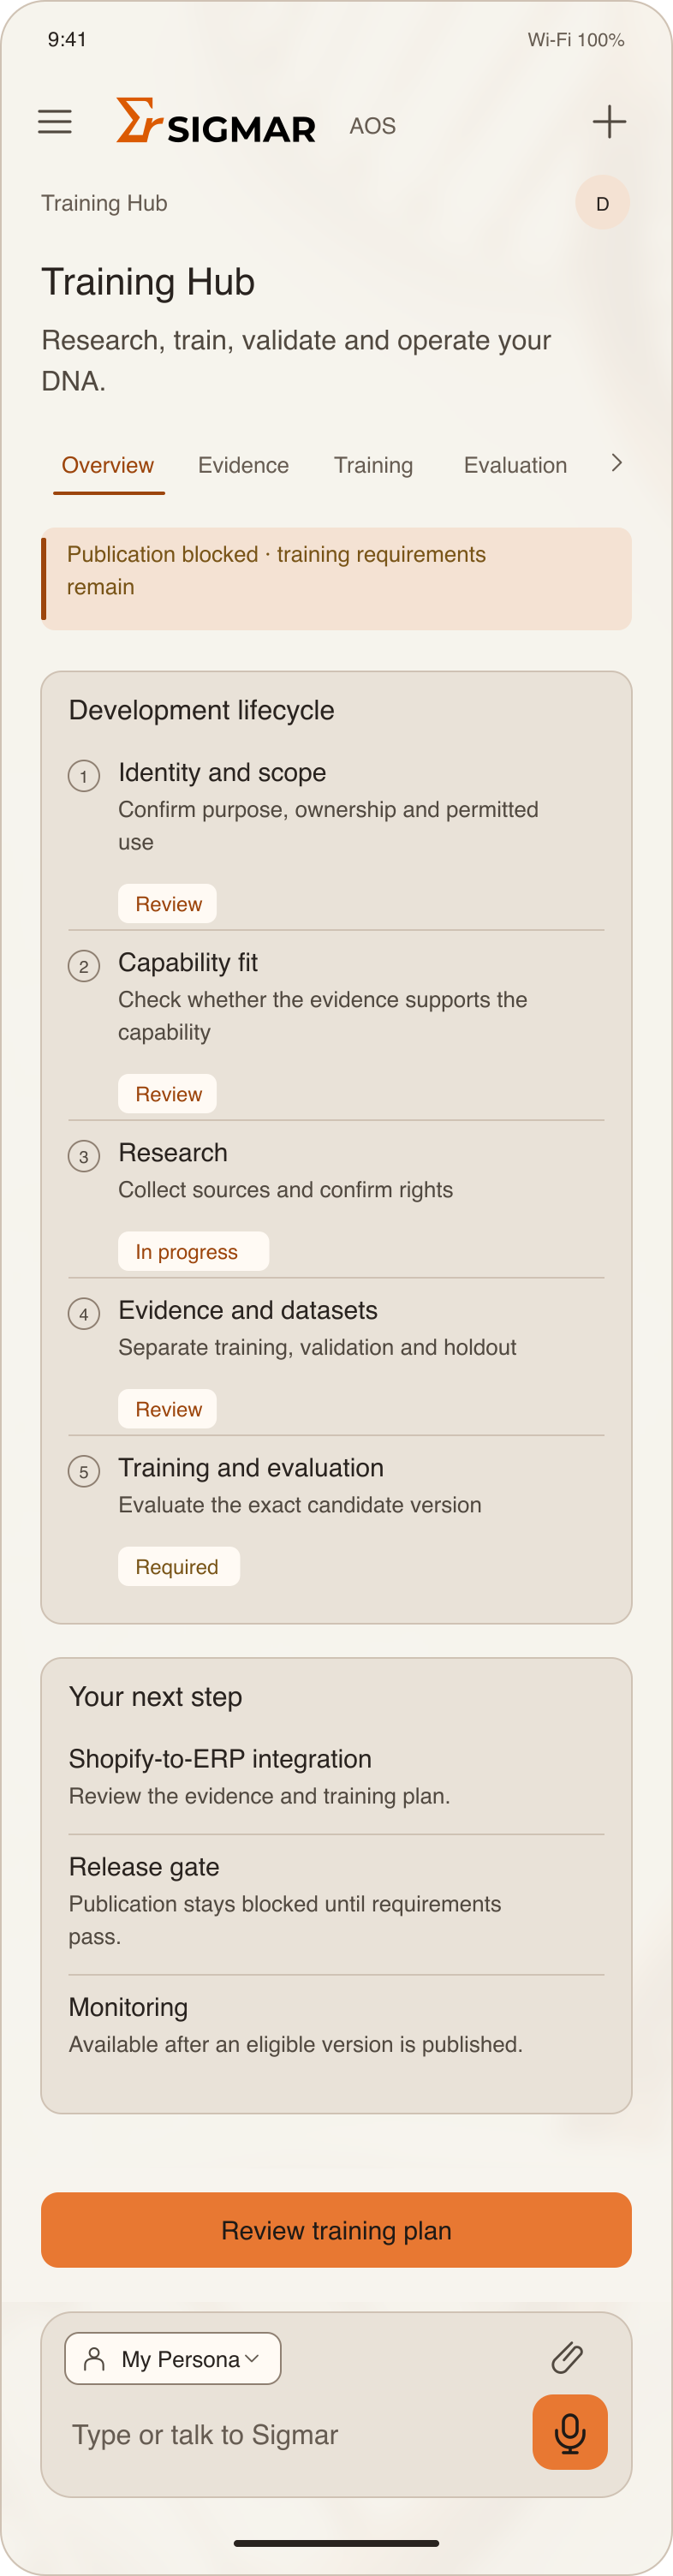 9:41
Wi-Fi 100%
SIGMAR
AOS
Training Hub
D
Training Hub
Research, train, validate and operate your
DNA.
Overview
Evidence
Training
Evaluation
Publication blocked · training requirements
remain
Development lifecycle
1
Identity and scope
Confirm purpose, ownership and permitted
use
Review
2
Capability fit
Check whether the evidence supports the
capability
Review
3
Research
Collect sources and confirm rights
In progress
4
Evidence and datasets
Separate training, validation and holdout
Review
5
Training and evaluation
Evaluate the exact candidate version
Required
Your next step
Shopify-to-ERP integration
Review the evidence and training plan.
Release gate
Publication stays blocked until requirements
pass.
Monitoring
Available after an eligible version is published.
Review training plan
My Persona
Type or talk to Sigmar